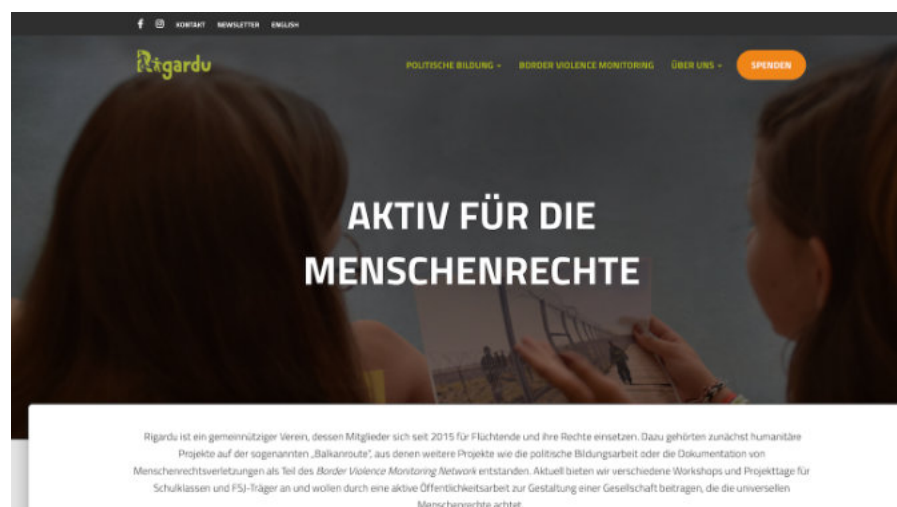 KONTAKT NEWSLETTER ENGLISH
Rigardu
POLITISCHE BILDUNG BORDER VIOLENCE MONITORING ÜBER UNS SPENDEN
AKTIV FÜR DIE
MENSCHENRECHTE
Rigardu ist ein gemeinnütziger Verein, dessen Mitglieder sich seit 2015 für Flüchtende und ihre Rechte einsetzen. Dazu gehörten zunächst humanitäre
Projekte auf der sogenannten „Balkanroute", aus denen weitere Projekte wie die politische Bildungsarbeit oder die Dokumentation von
Menschenrechtsverletzungen als Teil des Border Violence Monitoring Network entstanden. Aktuell bieten wir verschiedene Workshops und Projekttage für
Schulklassen und FSJ-Träger an und wollen durch eine aktive Öffentlichkeitsarbeit zur Gestaltung einer Gesellschaft beitragen, die die universellen
Menschenrechte achtet